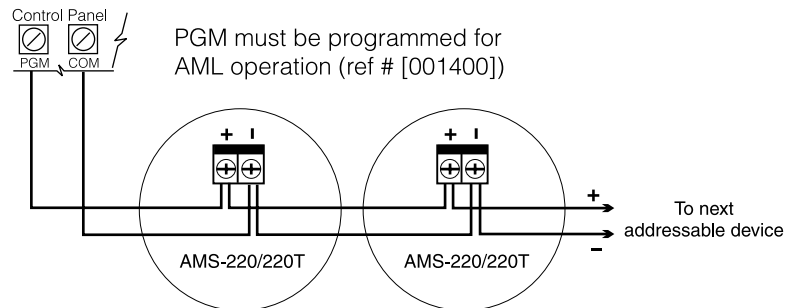 Control Panel
PGM COM
PGM must be programmed for
AML operation (ref # [001400])
+ −
+ −
+
To next
addressable device
−
AMS-220/220T
AMS-220/220T